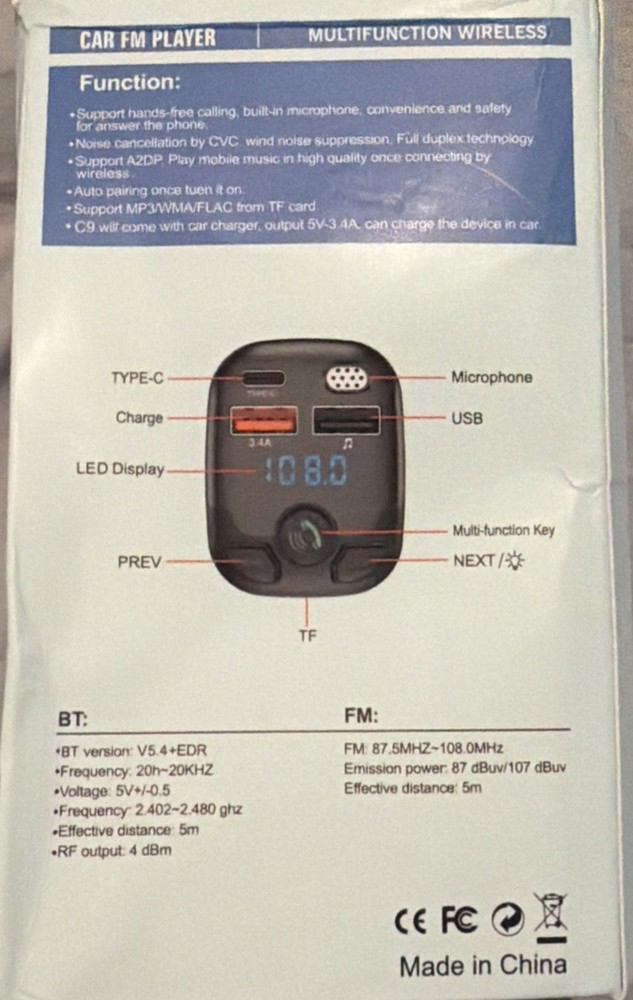 CAR FM PLAYER | MULTIFUNCTION WIRELESS
Function:
•Support hands-free calling, built-in microphone, convenience and safety
for answer the phone.
•Noise cancellation by CVC, wind noise suppression, Full duplex technology
•Support A2DP, Play mobile music in high quality once connecting by
wireless.
•Auto pairing once tuen it on.
•Support MP3/WMA/FLAC from TF card.
•C9 will come with car charger, output 5V-3.4A, can charge the device in car.
TYPE-C
Microphone
TYPE-C
Charge
USB
3.4A
LED Display
108.0
Multi-function Key
PREV
NEXT /
TF
BT:
•BT version: V5.4+EDR
•Frequency: 20h~20KHZ
•Voltage: 5V+/-0.5
•Frequency: 2.402~2.480 ghz
•Effective distance: 5m
•RF output: 4 dBm
FM:
FM: 87.5MHZ~108.0MHz
Emission power: 87 dBuv/107 dBuv
Effective distance: 5m
CE FC
Made in China